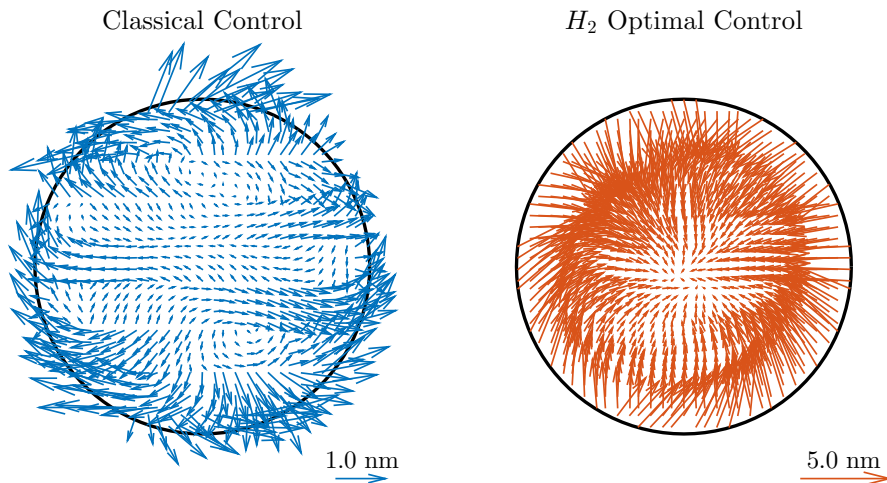 Classical Control
H₂ Optimal Control
1.0 nm
5.0 nm